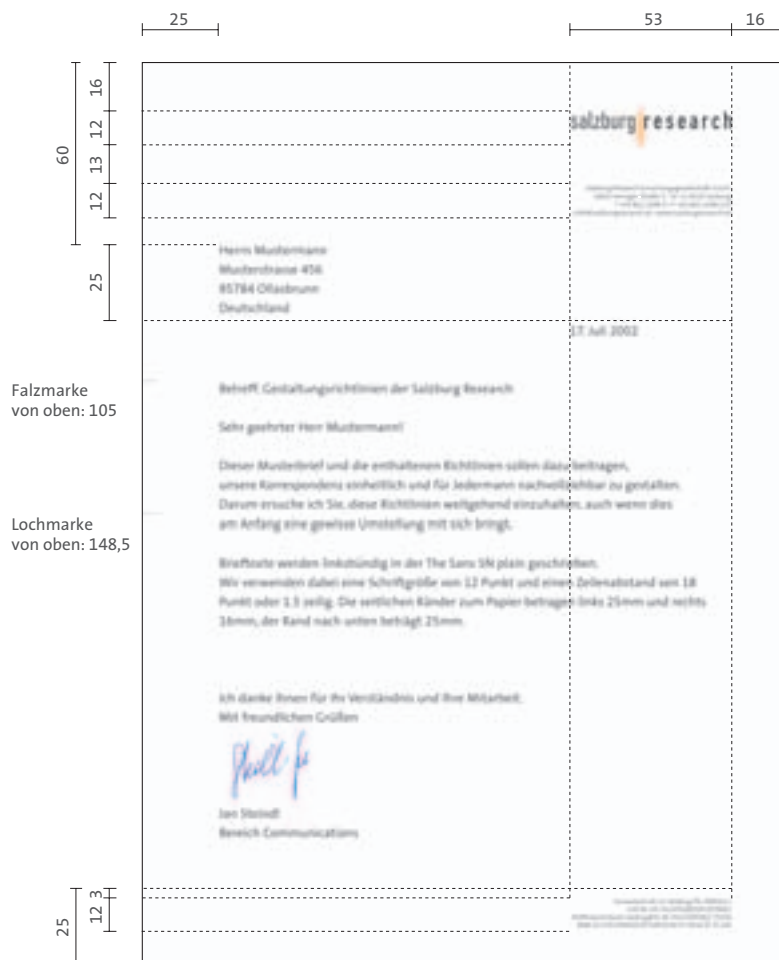 25
53
16
16
12
13
12
60
25
salzburg research
Herrn Mustermann
Musterstrasse 456
85784
Deutschland
17. Juli 2002
Falzmarke
von oben: 105
Betreff: Gestaltungsrichtlinien der Salzburg Research
Sehr geehrter Herr Mustermann!
Dieser Musterbrief und die enthaltenen Richtlinien sollen dazu beitragen,
unsere Korrespondenz einheitlich und für Jedermann nachvollziehbar zu gestalten.
Darum ersuche ich Sie, diese Richtlinien weitgehend einzuhalten, auch wenn dies
am Anfang eine gewisse Umstellung mit sich bringt.
Lochmarke
von oben: 148,5
Brieftexte werden linksbündig in der The Sans SN plain geschrieben.
Wir verwenden dabei eine Schriftgröße von 12 Punkt und einen Zeilenabstand von 18
Punkt oder 1.5 zeilig. Die seitlichen Ränder zum Papier betragen links 25mm und rechts
16mm, der Rand nach unten beträgt 25mm.
Ich danke Ihnen für Ihr Verständnis und Ihre Mitarbeit.
Mit freundlichen Grüßen
Jan Steindl
Bereich Communications
3
12
25